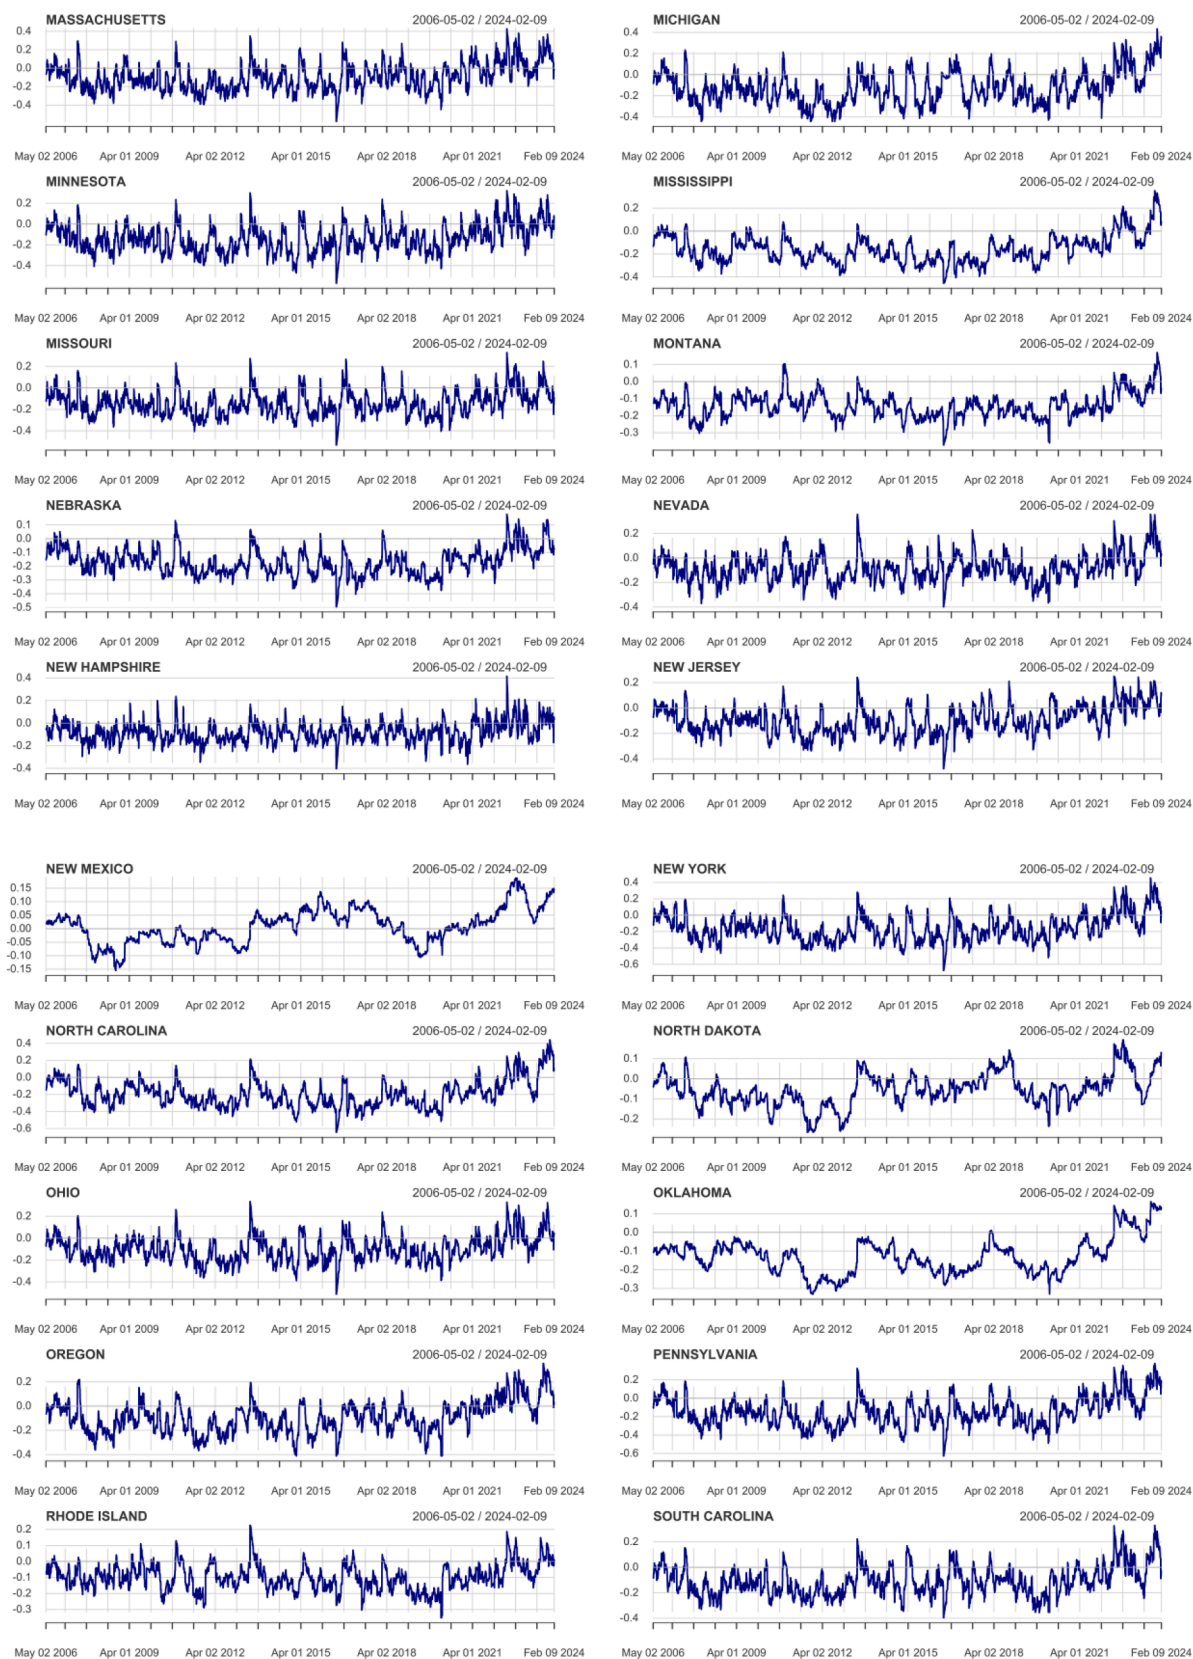 MASSACHUSETTS 2006-05-02 / 2024-02-09
0.4
0.2
0.0
-0.2
-0.4
May 02 2006 Apr 01 2009 Apr 02 2012 Apr 01 2015 Apr 02 2018 Apr 01 2021 Feb 09 2024
MICHIGAN 2006-05-02 / 2024-02-09
0.4
0.2
0.0
-0.2
-0.4
May 02 2006 Apr 01 2009 Apr 02 2012 Apr 01 2015 Apr 02 2018 Apr 01 2021 Feb 09 2024
MINNESOTA 2006-05-02 / 2024-02-09
0.2
0.0
-0.2
-0.4
May 02 2006 Apr 01 2009 Apr 02 2012 Apr 01 2015 Apr 02 2018 Apr 01 2021 Feb 09 2024
MISSISSIPPI 2006-05-02 / 2024-02-09
0.2
0.0
-0.2
-0.4
May 02 2006 Apr 01 2009 Apr 02 2012 Apr 01 2015 Apr 02 2018 Apr 01 2021 Feb 09 2024
MISSOURI 2006-05-02 / 2024-02-09
0.2
0.0
-0.2
-0.4
May 02 2006 Apr 01 2009 Apr 02 2012 Apr 01 2015 Apr 02 2018 Apr 01 2021 Feb 09 2024
MONTANA 2006-05-02 / 2024-02-09
0.1
0.0
-0.1
-0.2
-0.3
May 02 2006 Apr 01 2009 Apr 02 2012 Apr 01 2015 Apr 02 2018 Apr 01 2021 Feb 09 2024
NEBRASKA 2006-05-02 / 2024-02-09
0.1
0.0
-0.1
-0.2
-0.3
-0.4
-0.5
May 02 2006 Apr 01 2009 Apr 02 2012 Apr 01 2015 Apr 02 2018 Apr 01 2021 Feb 09 2024
NEVADA 2006-05-02 / 2024-02-09
0.2
0.0
-0.2
-0.4
May 02 2006 Apr 01 2009 Apr 02 2012 Apr 01 2015 Apr 02 2018 Apr 01 2021 Feb 09 2024
NEW HAMPSHIRE 2006-05-02 / 2024-02-09
0.4
0.2
0.0
-0.2
-0.4
May 02 2006 Apr 01 2009 Apr 02 2012 Apr 01 2015 Apr 02 2018 Apr 01 2021 Feb 09 2024
NEW JERSEY 2006-05-02 / 2024-02-09
0.2
0.0
-0.2
-0.4
May 02 2006 Apr 01 2009 Apr 02 2012 Apr 01 2015 Apr 02 2018 Apr 01 2021 Feb 09 2024
NEW MEXICO 2006-05-02 / 2024-02-09
0.15
0.10
0.05
0.00
-0.05
-0.10
-0.15
May 02 2006 Apr 01 2009 Apr 02 2012 Apr 01 2015 Apr 02 2018 Apr 01 2021 Feb 09 2024
NEW YORK 2006-05-02 / 2024-02-09
0.4
0.2
0.0
-0.2
-0.4
-0.6
May 02 2006 Apr 01 2009 Apr 02 2012 Apr 01 2015 Apr 02 2018 Apr 01 2021 Feb 09 2024
NORTH CAROLINA 2006-05-02 / 2024-02-09
0.4
0.2
0.0
-0.2
-0.4
-0.6
May 02 2006 Apr 01 2009 Apr 02 2012 Apr 01 2015 Apr 02 2018 Apr 01 2021 Feb 09 2024
NORTH DAKOTA 2006-05-02 / 2024-02-09
0.1
0.0
-0.1
-0.2
May 02 2006 Apr 01 2009 Apr 02 2012 Apr 01 2015 Apr 02 2018 Apr 01 2021 Feb 09 2024
OHIO 2006-05-02 / 2024-02-09
0.2
0.0
-0.2
-0.4
May 02 2006 Apr 01 2009 Apr 02 2012 Apr 01 2015 Apr 02 2018 Apr 01 2021 Feb 09 2024
OKLAHOMA 2006-05-02 / 2024-02-09
0.1
0.0
-0.1
-0.2
-0.3
May 02 2006 Apr 01 2009 Apr 02 2012 Apr 01 2015 Apr 02 2018 Apr 01 2021 Feb 09 2024
OREGON 2006-05-02 / 2024-02-09
0.2
0.0
-0.2
-0.4
May 02 2006 Apr 01 2009 Apr 02 2012 Apr 01 2015 Apr 02 2018 Apr 01 2021 Feb 09 2024
PENNSYLVANIA 2006-05-02 / 2024-02-09
0.2
0.0
-0.2
-0.4
-0.6
May 02 2006 Apr 01 2009 Apr 02 2012 Apr 01 2015 Apr 02 2018 Apr 01 2021 Feb 09 2024
RHODE ISLAND 2006-05-02 / 2024-02-09
0.2
0.1
0.0
-0.1
-0.2
-0.3
May 02 2006 Apr 01 2009 Apr 02 2012 Apr 01 2015 Apr 02 2018 Apr 01 2021 Feb 09 2024
SOUTH CAROLINA 2006-05-02 / 2024-02-09
0.2
0.0
-0.2
-0.4
May 02 2006 Apr 01 2009 Apr 02 2012 Apr 01 2015 Apr 02 2018 Apr 01 2021 Feb 09 2024